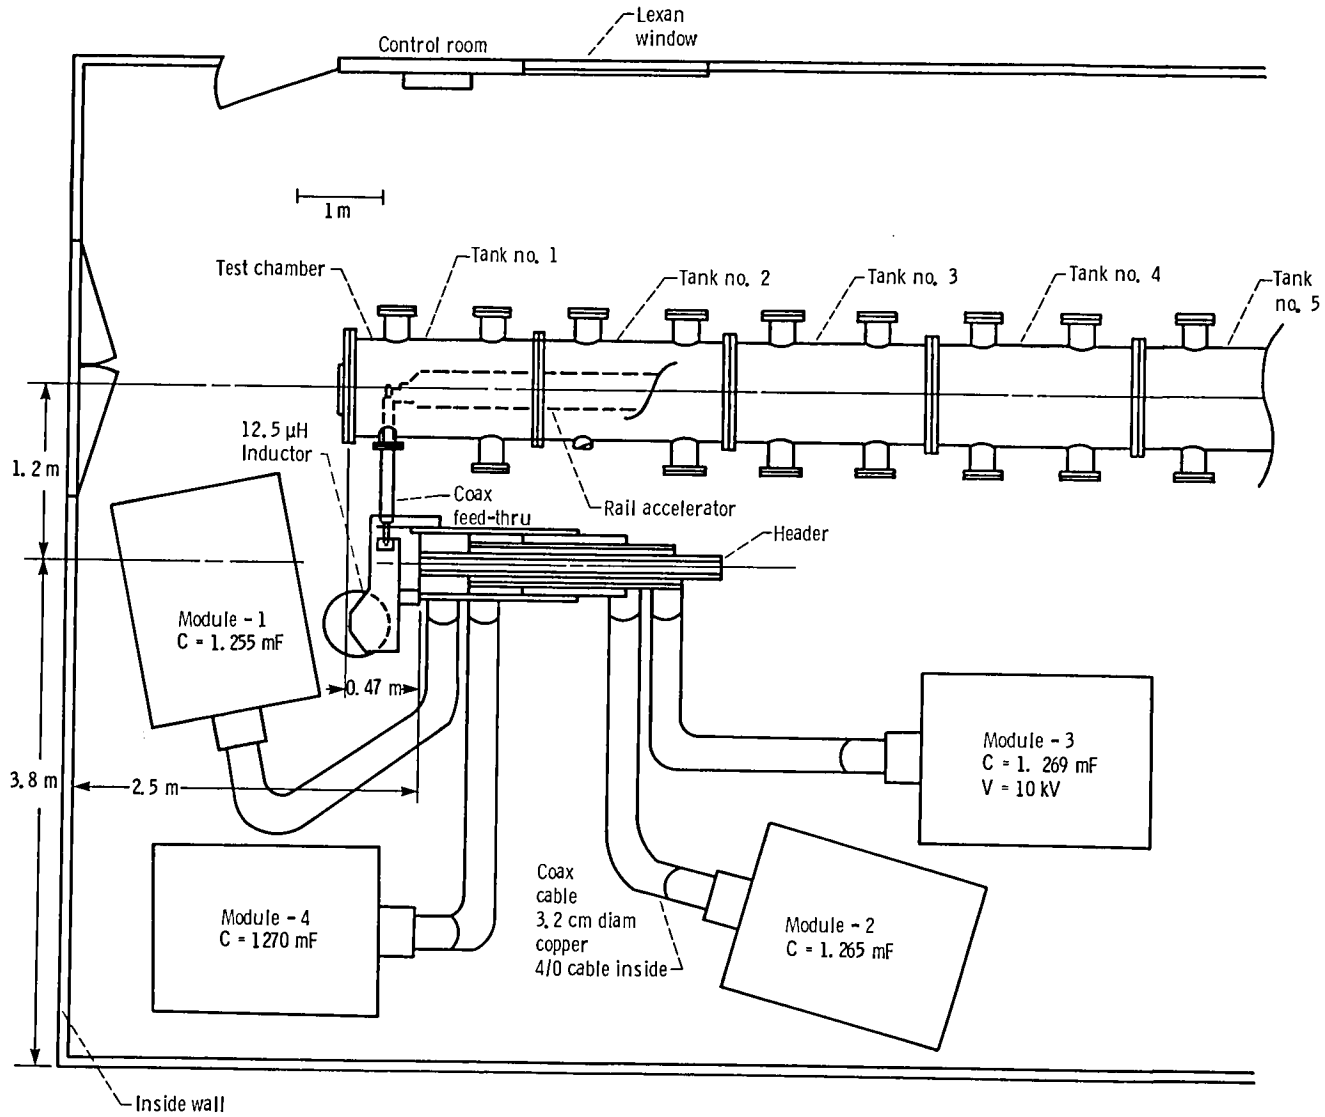 Lexan
window
Control room
1 m
Test chamber
Tank no. 1
Tank no. 2
Tank no. 3
Tank no. 4
Tank
no. 5
12.5 µH
Inductor
1.2 m
Coax
feed-thru
Rail accelerator
Header
Module - 1
C = 1.255 mF
0.47 m
Module - 3
C = 1. 269 mF
V = 10 kV
3.8 m
2.5 m
Coax
cable
3.2 cm diam
copper
4/0 cable inside
Module - 4
C = 1270 mF
Module - 2
C = 1.265 mF
Inside wall